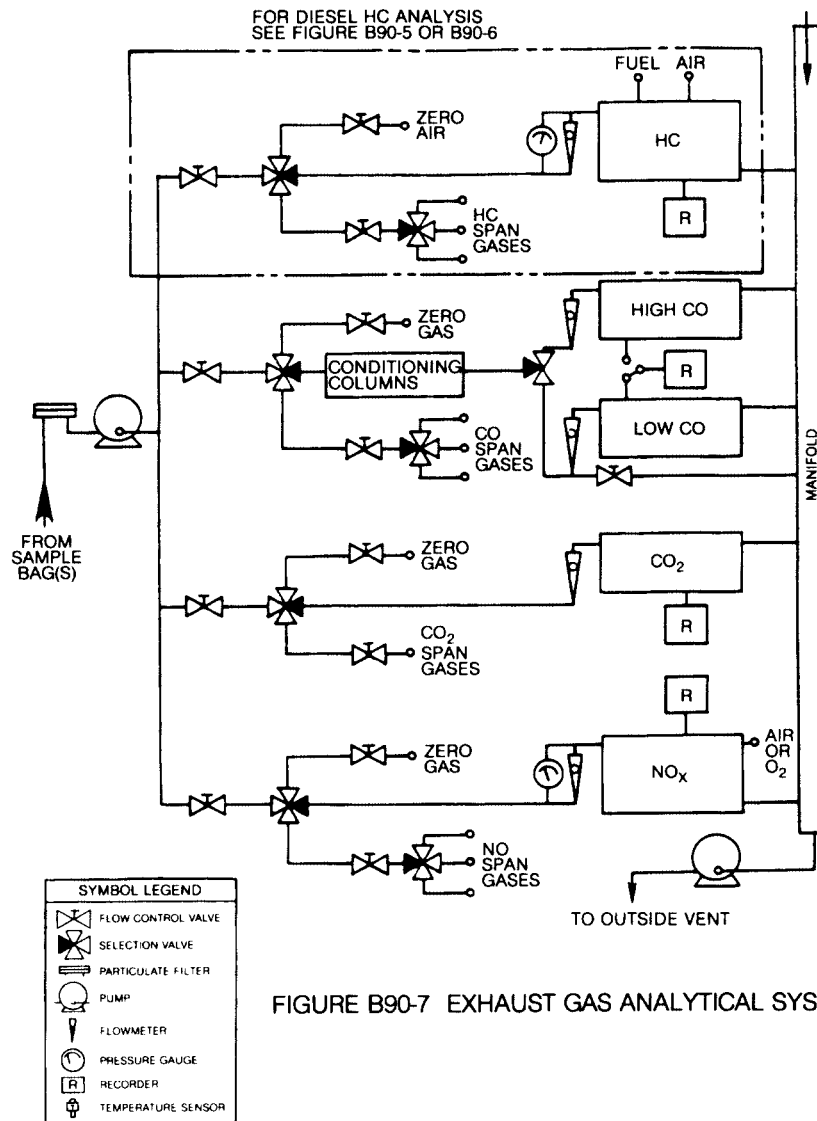 FOR DIESEL HC ANALYSIS
SEE FIGURE B90-5 OR B90-6
FUEL AIR
ZERO
AIR
HC
HC
SPAN
GASES
R
ZERO
GAS
HIGH CO
CONDITIONING
COLUMNS
R
CO
SPAN
GASES
LOW CO
MANIFOLD
FROM
SAMPLE
BAG(S)
ZERO
GAS
CO₂
CO₂
SPAN
GASES
R
R
ZERO
GAS
NOₓ
AIR
OR
O₂
NO
SPAN
GASES
TO OUTSIDE VENT
SYMBOL LEGEND
FLOW CONTROL VALVE
SELECTION VALVE
PARTICULATE FILTER
PUMP
FLOWMETER
PRESSURE GAUGE
R RECORDER
T TEMPERATURE SENSOR
FIGURE B90-7 EXHAUST GAS ANALYTICAL SYS